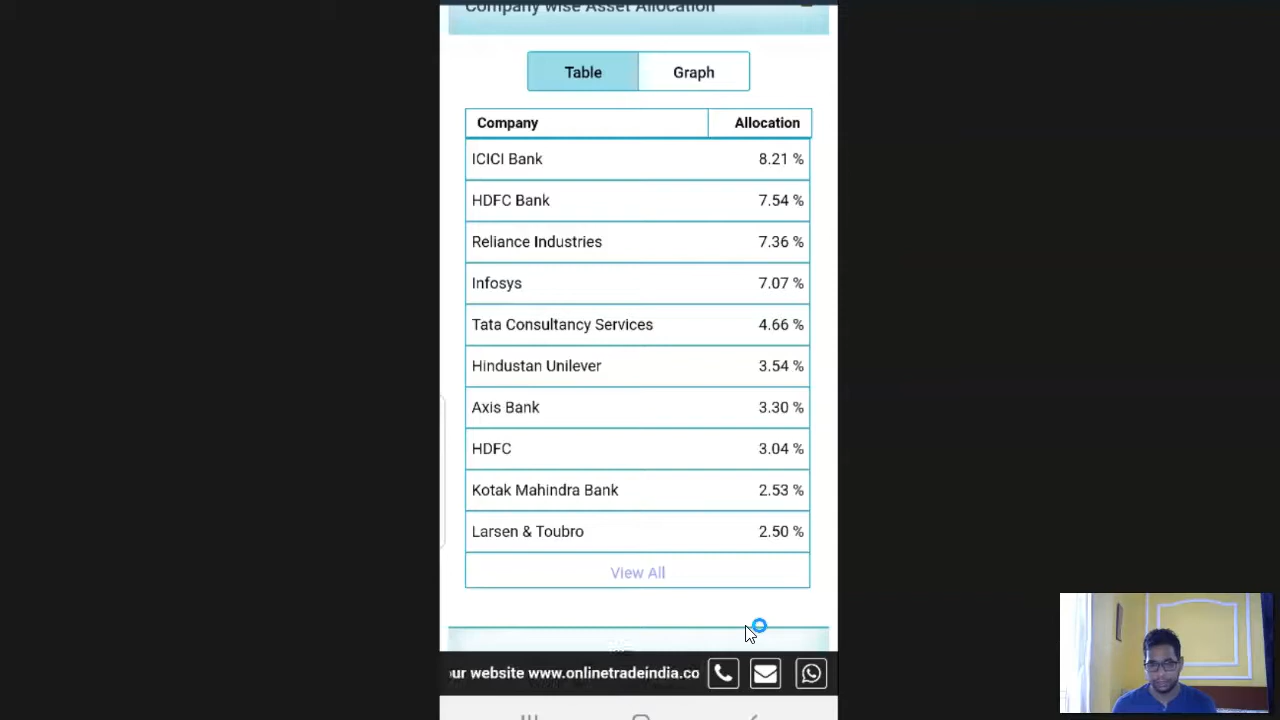 Company wise Asset Allocation
Table Graph
Company Allocation
ICICI Bank 8.21 %
HDFC Bank 7.54 %
Reliance Industries 7.36 %
Infosys 7.07 %
Tata Consultancy Services 4.66 %
Hindustan Unilever 3.54 %
Axis Bank 3.30 %
HDFC 3.04 %
Kotak Mahindra Bank 2.53 %
Larsen & Toubro 2.50 %
View All
ur website www.onlinetradeindia.co